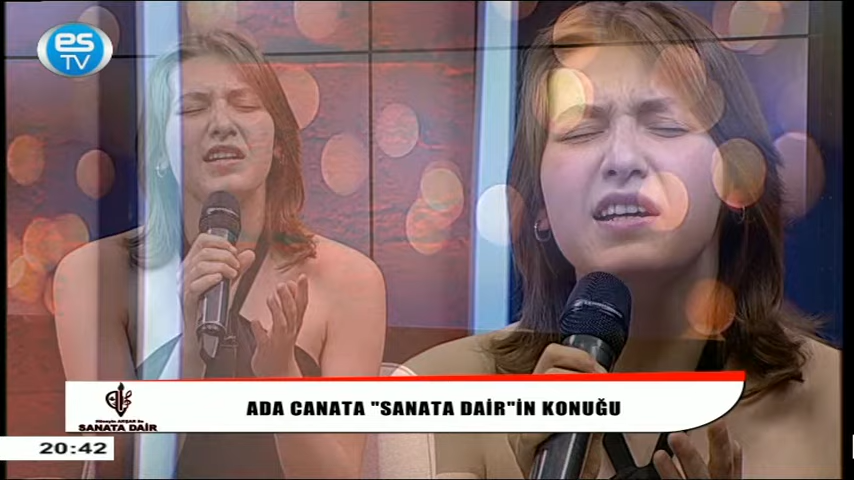 es
TV
ADA CANATA "SANATA DAİR"İN KONUĞU
SANATA DAİR
20:42